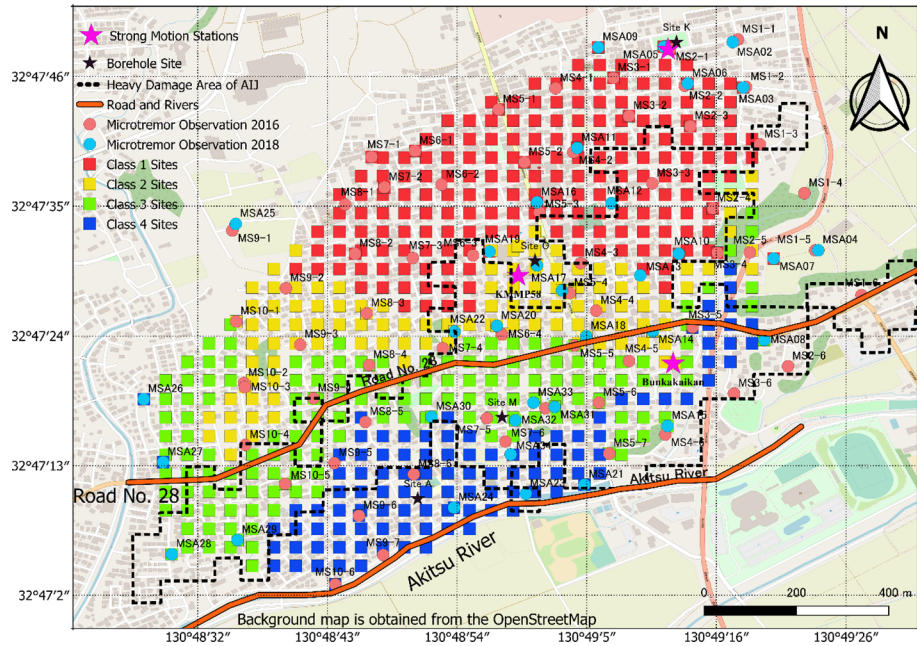 Strong Motion Stations
Borehole Site
Heavy Damage Area of AIJ
Road and Rivers
Microtremor Observation 2016
Microtremor Observation 2018
Class 1 Sites
Class 2 Sites
Class 3 Sites
Class 4 Sites
N
32°47'46
32°47'35
32°47'24
32°47'13
32°47'2
Site K
MS1-1
MSA09
MSA05
MS2-1
MSA02
MS3-1
MSA06
MS1-2
MS4-1
MS2-2
MSA03
MS5-1
MS3-2
MS2-3
MS1-3
MS6-1
MSA11
MS7-1
MS5-2
MS4-2
MS7-2
MS6-2
MS3-3
MS1-4
MS8-1
MSA16
MSA12
MS2-4
MS5-3
MSA25
MS9-1
MS8-2
MS7-3
MS6-3
MSA19
MS4-3
MSA10
MS2-5
MS1-5
MSA04
MSA17
MSA13
MS3-4
MSA07
MS9-2
KMMP58
MS5-4
MS1-6
MS8-3
MS4-4
MS10-1
MSA22
MSA20
MS3-5
MS9-3
MS6-4
MSA18
MSA14
MSA08
MS7-4
MS8-4
MS5-5
MS4-5
MS2-6
Road No. 28
MSA26
MS10-2
MS10-3
Bunkakaikan
MS3-6
MSA33
MS5-6
MSA30
Site M
MSA31
MS8-5
MS7-5
MSA32
MSA15
MS10-4
MS7-6
MS4-6
MSA27
MS9-5
MS5-7
MS10-5
MSA21
Akitsu River
Road No. 28
Site A
MSA24
MS9-6
MSA29
MSA28
MS9-7
Akitsu River
MS10-6
0 200 400 m
Background map is obtained from the OpenStreetMap
130°48'32"
130°48'43"
130°48'54"
130°49'5"
130°49'16"
130°49'26"